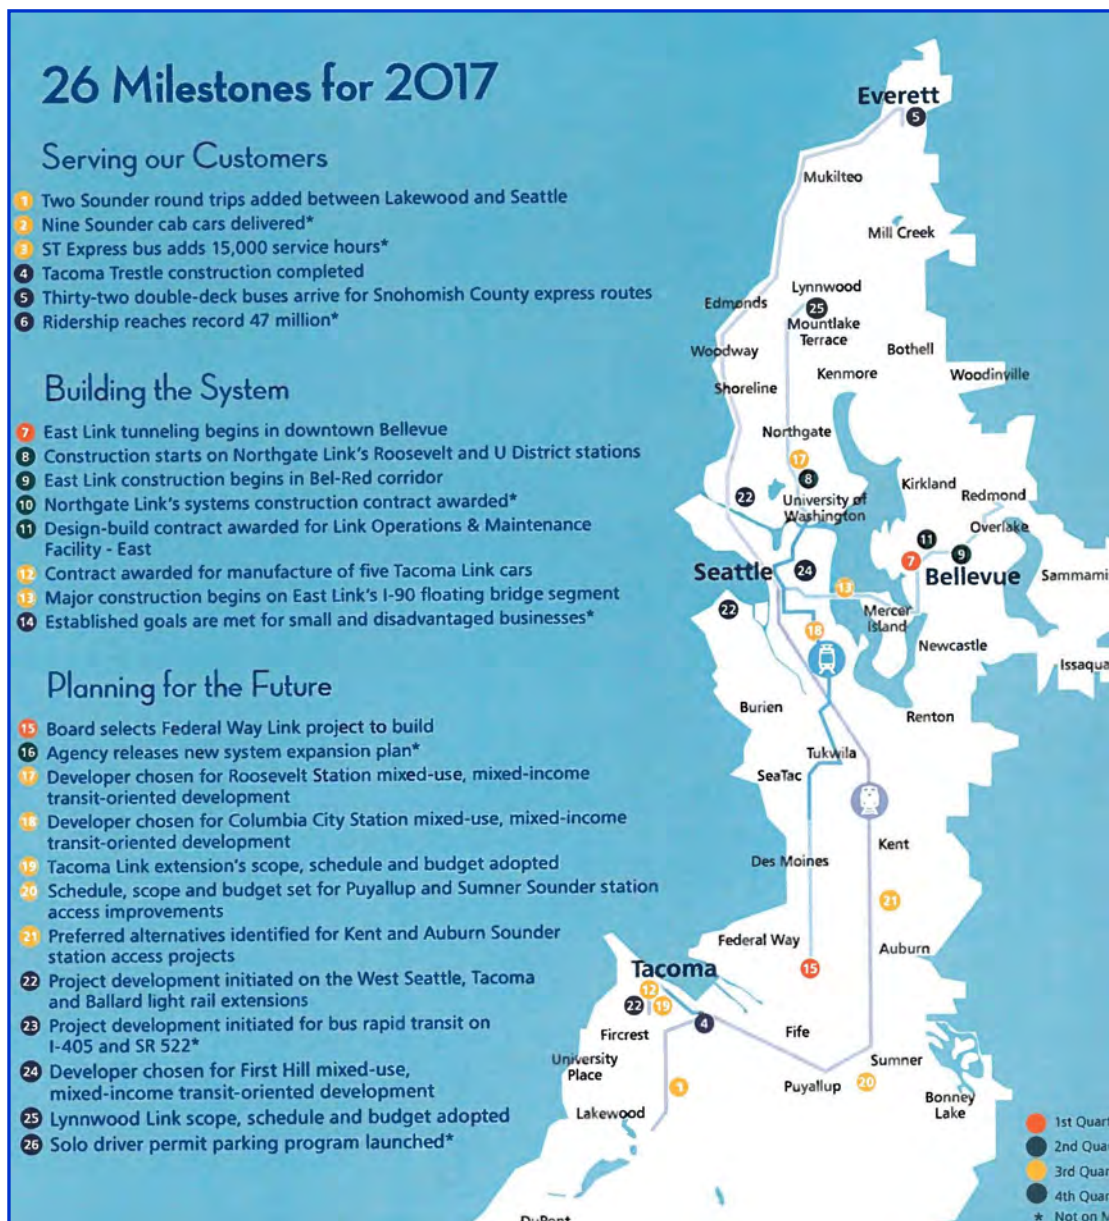 26 Milestones for 2017
Serving our Customers
1 Two Sounder round trips added between Lakewood and Seattle
2 Nine Sounder cab cars delivered*
3 ST Express bus adds 15,000 service hours*
4 Tacoma Trestle construction completed
5 Thirty-two double-deck buses arrive for Snohomish County express routes
6 Ridership reaches record 47 million*
Building the System
7 East Link tunneling begins in downtown Bellevue
8 Construction starts on Northgate Link's Roosevelt and U District stations
9 East Link construction begins in Bel-Red corridor
10 Northgate Link's systems construction contract awarded*
11 Design-build contract awarded for Link Operations & Maintenance
Facility - East
12 Contract awarded for manufacture of five Tacoma Link cars
13 Major construction begins on East Link's I-90 floating bridge segment
14 Established goals are met for small and disadvantaged businesses*
Planning for the Future
15 Board selects Federal Way Link project to build
16 Agency releases new system expansion plan*
17 Developer chosen for Roosevelt Station mixed-use, mixed-income
transit-oriented development
18 Developer chosen for Columbia City Station mixed-use, mixed-income
transit-oriented development
19 Tacoma Link extension's scope, schedule and budget adopted
20 Schedule, scope and budget set for Puyallup and Sumner Sounder station
access improvements
21 Preferred alternatives identified for Kent and Auburn Sounder
station access projects
22 Project development initiated on the West Seattle, Tacoma
and Ballard light rail extensions
23 Project development initiated for bus rapid transit on
I-405 and SR 522*
24 Developer chosen for First Hill mixed-use,
mixed-income transit-oriented development
25 Lynnwood Link scope, schedule and budget adopted
26 Solo driver permit parking program launched*
Everett
5
Mukilteo
Mill Creek
Lynnwood
25
Edmonds
Mountlake
Terrace
Bothell
Woodway
Kenmore
Woodinville
Shoreline
Northgate
17
8
Kirkland
22
University of
Washington
Redmond
Overlake
11
7
9
Seattle
24
Bellevue
Sammami
13
22
Mercer
Island
18
Newcastle
Issaqua
Burien
Renton
Tukwila
SeaTac
Kent
Des Moines
21
Federal Way
Auburn
15
Tacoma
12
22
19
4
Fircrest
Fife
University
Place
Sumner
1
Puyallup
20
Bonney
Lake
Lakewood
1st Quart
2nd Qua
3rd Quar
4th Quar
* Not on M
DuPont